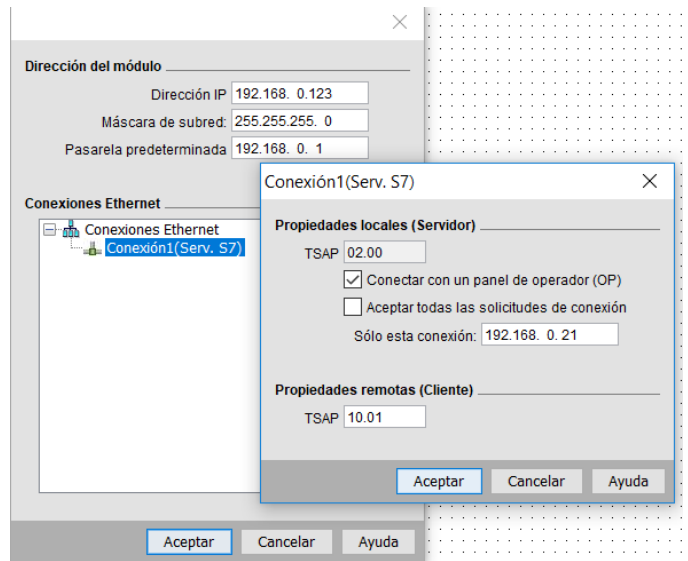 Dirección del módulo
Dirección IP 192.168. 0.123
Máscara de subred: 255.255.255. 0
Pasarela predeterminada 192.168. 0. 1
Conexiones Ethernet
Conexiones Ethernet
Conexión1(Serv. S7)
Aceptar Cancelar Ayuda
Conexión1(Serv. S7)
Propiedades locales (Servidor)
TSAP 02.00
Conectar con un panel de operador (OP)
Aceptar todas las solicitudes de conexión
Sólo esta conexión: 192.168. 0. 21
Propiedades remotas (Cliente)
TSAP 10.01
Aceptar Cancelar Ayuda